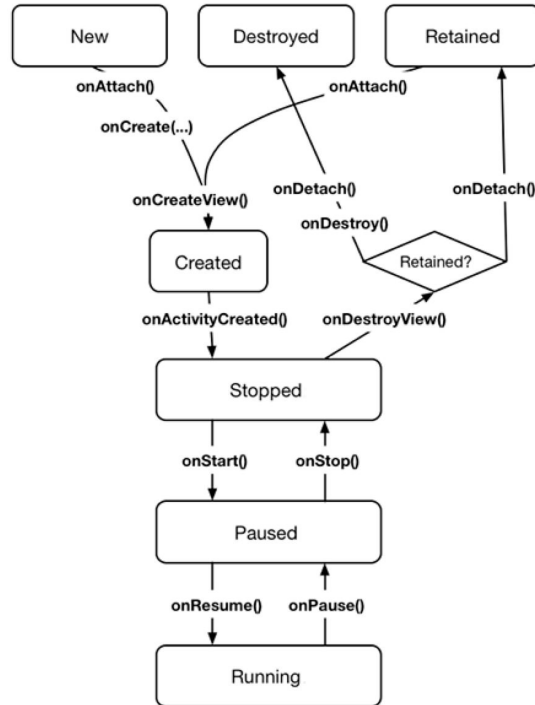 New
Destroyed
Retained
onAttach()
onAttach()
onCreate(...)
onCreateView()
onDetach()
onDetach()
onDestroy()
Created
Retained?
onActivityCreated()
onDestroyView()
Stopped
onStart()
onStop()
Paused
onResume()
onPause()
Running